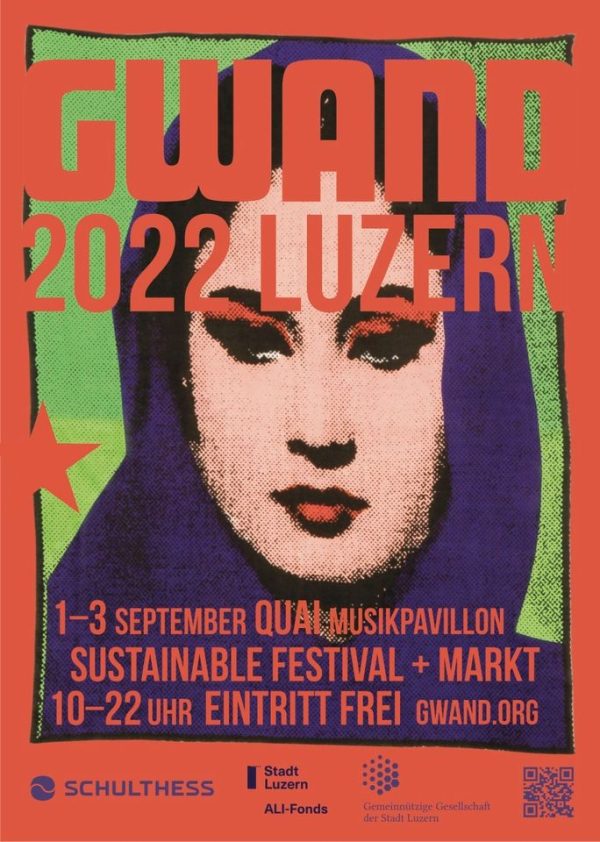 GWAND
2022 LUZERN
1–3 SEPTEMBER QUAI MUSIKPAVILLON
SUSTAINABLE FESTIVAL + MARKT
10–22 UHR EINTRITT FREI GWAND.ORG
SCHULTHESS
Stadt
Luzern
ALI-Fonds
Gemeinnützige Gesellschaft
der Stadt Luzern